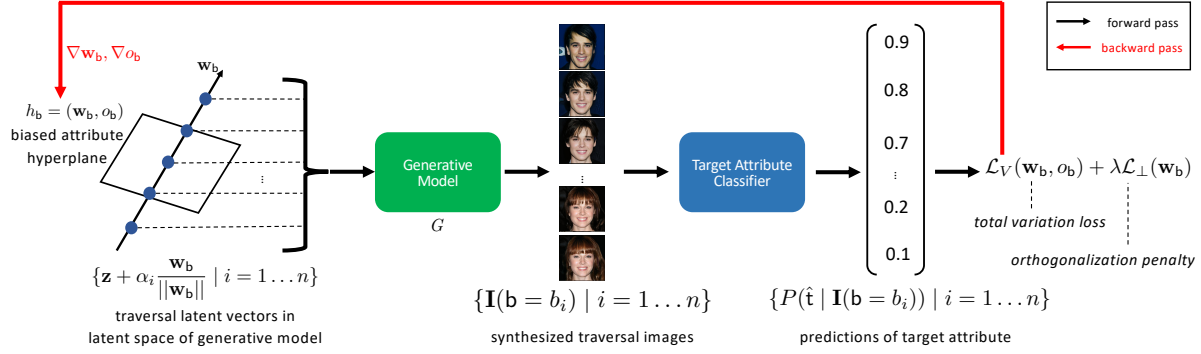 ∇w_b, ∇o_b
h_b = (w_b, o_b)
biased attribute
hyperplane
w_b
...
{z + α_i w_b / ||w_b|| | i = 1 … n}
traversal latent vectors in
latent space of generative model
Generative
Model
G
...
{I(b = b_i) | i = 1 … n}
synthesized traversal images
Target Attribute
Classifier
0.9
0.8
0.7
...
0.2
0.1
{P(t̂ | I(b = b_i)) | i = 1 … n}
predictions of target attribute
ℒ_V(w_b, o_b) + λℒ_⊥(w_b)
total variation loss
orthogonalization penalty
forward pass
backward pass